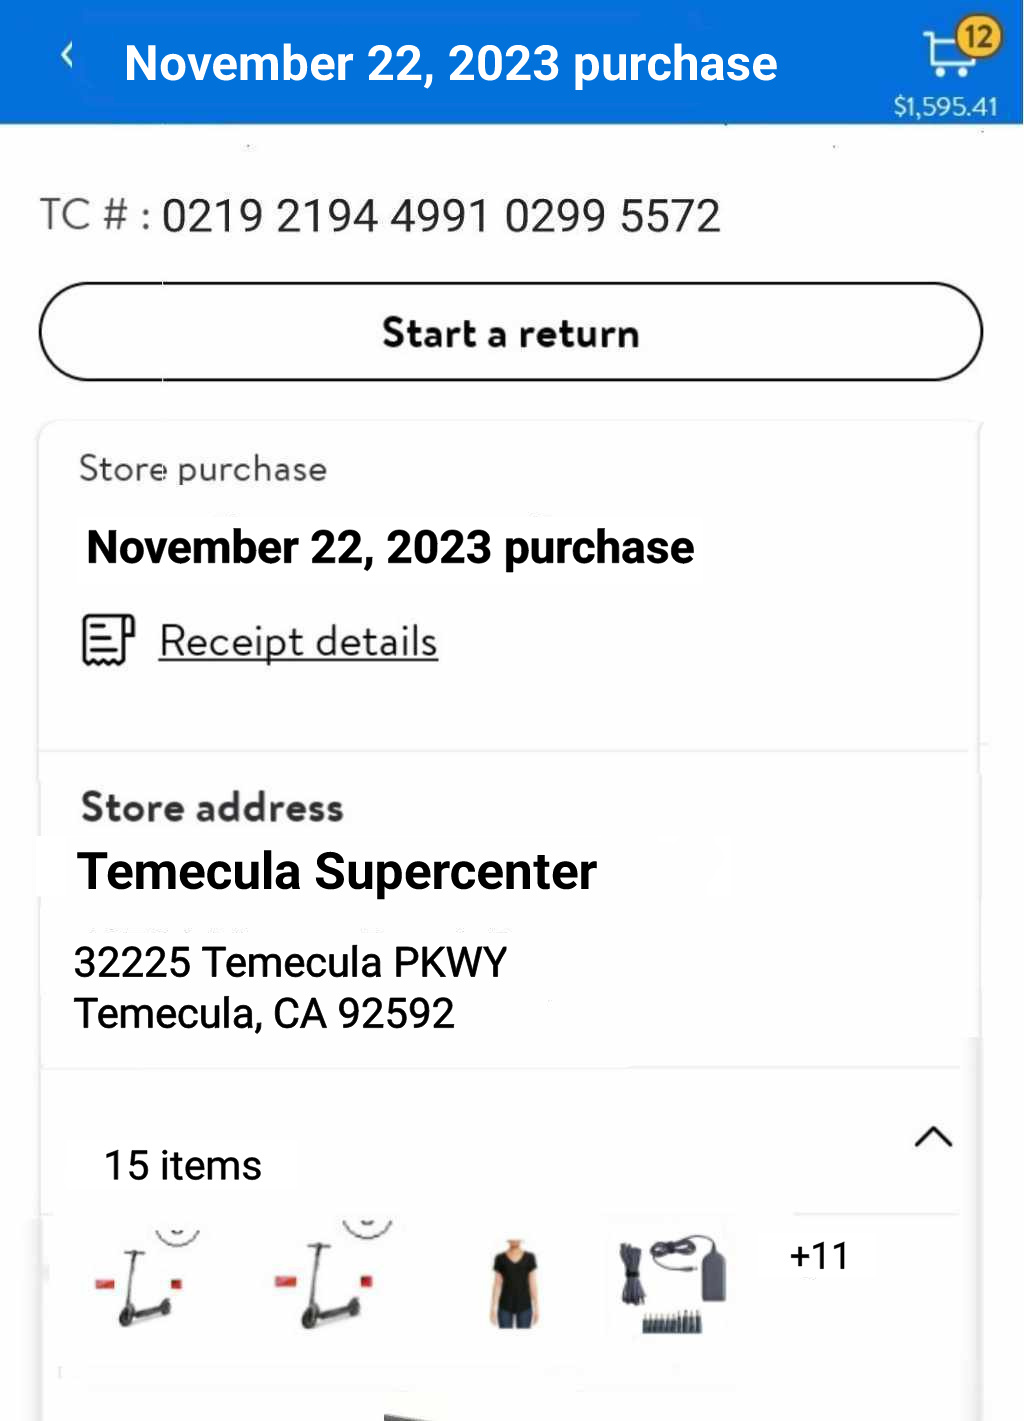 November 22, 2023 purchase
12
$1,595.41
TC # : 0219 2194 4991 0299 5572
Start a return
Store purchase
November 22, 2023 purchase
Receipt details
Store address
Temecula Supercenter
32225 Temecula PKWY
Temecula, CA 92592
15 items
+11